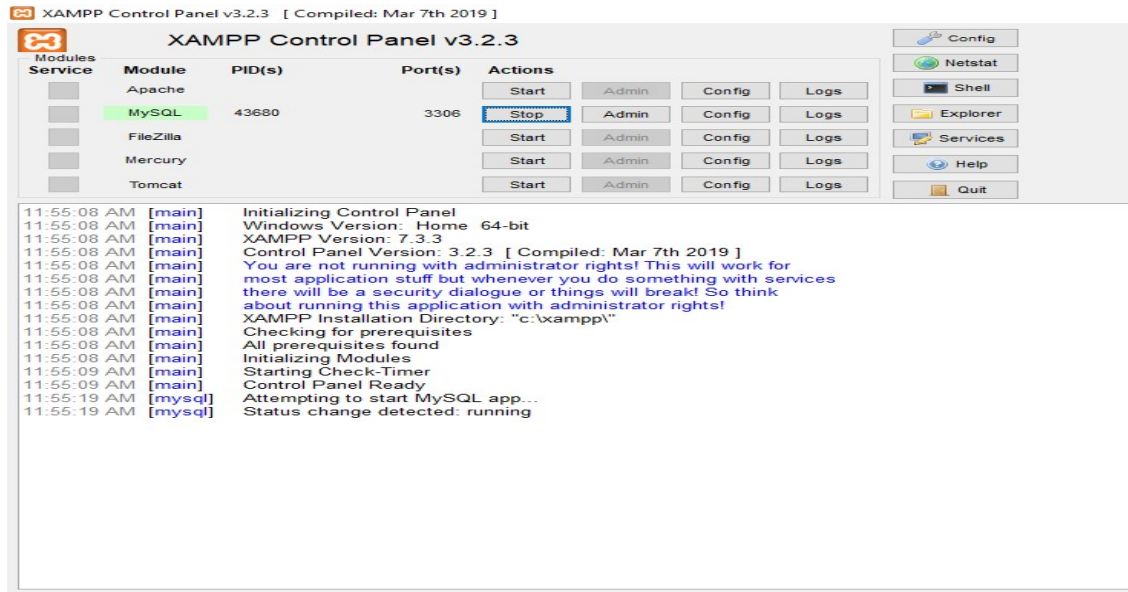 XAMPP Control Panel v3.2.3 [ Compiled: Mar 7th 2019 ]
XAMPP Control Panel v3.2.3
Config
Modules
Service Module PID(s) Port(s) Actions
Netstat
Apache Start Admin Config Logs
Shell
MySQL 43680 3306 Stop Admin Config Logs
Explorer
FileZilla Start Admin Config Logs
Services
Mercury Start Admin Config Logs
Help
Tomcat Start Admin Config Logs
Quit
11:55:08 AM [main] Initializing Control Panel
11:55:08 AM [main] Windows Version: Home 64-bit
11:55:08 AM [main] XAMPP Version: 7.3.3
11:55:08 AM [main] Control Panel Version: 3.2.3 [ Compiled: Mar 7th 2019 ]
11:55:08 AM [main] You are not running with administrator rights! This will work for
11:55:08 AM [main] most application stuff but whenever you do something with services
11:55:08 AM [main] there will be a security dialogue or things will break! So think
11:55:08 AM [main] about running this application with administrator rights!
11:55:08 AM [main] XAMPP Installation Directory: "c:\xampp\"
11:55:08 AM [main] Checking for prerequisites
11:55:08 AM [main] All prerequisites found
11:55:08 AM [main] Initializing Modules
11:55:09 AM [main] Starting Check-Timer
11:55:09 AM [main] Control Panel Ready
11:55:19 AM [mysql] Attempting to start MySQL app...
11:55:19 AM [mysql] Status change detected: running